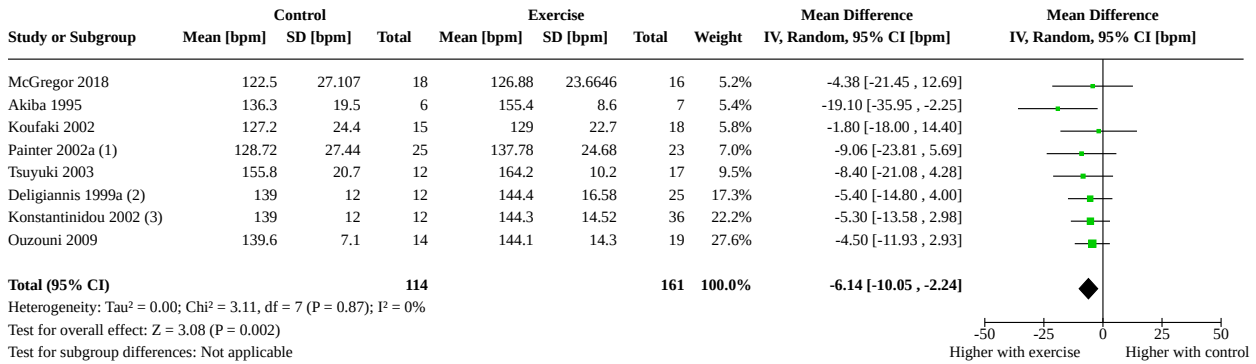 Control Exercise Mean Difference Mean Difference
Study or Subgroup Mean [bpm] SD [bpm] Total Mean [bpm] SD [bpm] Total Weight IV, Random, 95% CI [bpm] IV, Random, 95% CI [bpm]
McGregor 2018 122.5 27.107 18 126.88 23.6646 16 5.2% -4.38 [-21.45 , 12.69]
Akiba 1995 136.3 19.5 6 155.4 8.6 7 5.4% -19.10 [-35.95 , -2.25]
Koufaki 2002 127.2 24.4 15 129 22.7 18 5.8% -1.80 [-18.00 , 14.40]
Painter 2002a (1) 128.72 27.44 25 137.78 24.68 23 7.0% -9.06 [-23.81 , 5.69]
Tsuyuki 2003 155.8 20.7 12 164.2 10.2 17 9.5% -8.40 [-21.08 , 4.28]
Deligiannis 1999a (2) 139 12 12 144.4 16.58 25 17.3% -5.40 [-14.80 , 4.00]
Konstantinidou 2002 (3) 139 12 12 144.3 14.52 36 22.2% -5.30 [-13.58 , 2.98]
Ouzouni 2009 139.6 7.1 14 144.1 14.3 19 27.6% -4.50 [-11.93 , 2.93]
Total (95% CI) 114 161 100.0% -6.14 [-10.05 , -2.24]
Heterogeneity: Tau² = 0.00; Chi² = 3.11, df = 7 (P = 0.87); I² = 0%
Test for overall effect: Z = 3.08 (P = 0.002)
-50 -25 0 25 50
Test for subgroup differences: Not applicable Higher with exercise Higher with control